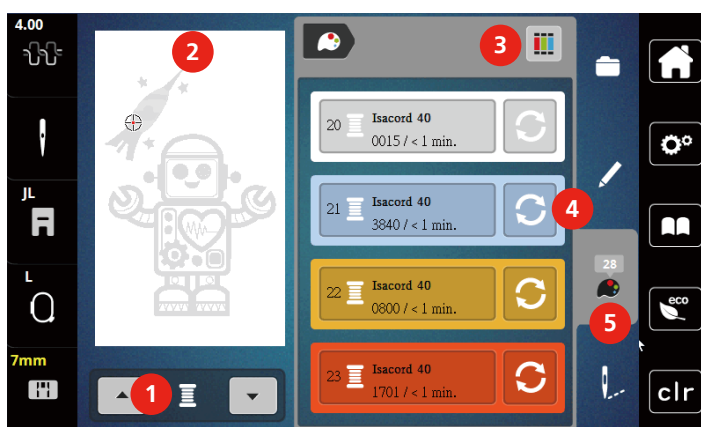 4.00
2
3
20 Isacord 40
0015 / < 1 min.
JL
21 Isacord 40
3840 / < 1 min.
4
28
L
22 Isacord 40
0800 / < 1 min.
5
eco
7mm
23 Isacord 40
1701 / < 1 min.
1
clr